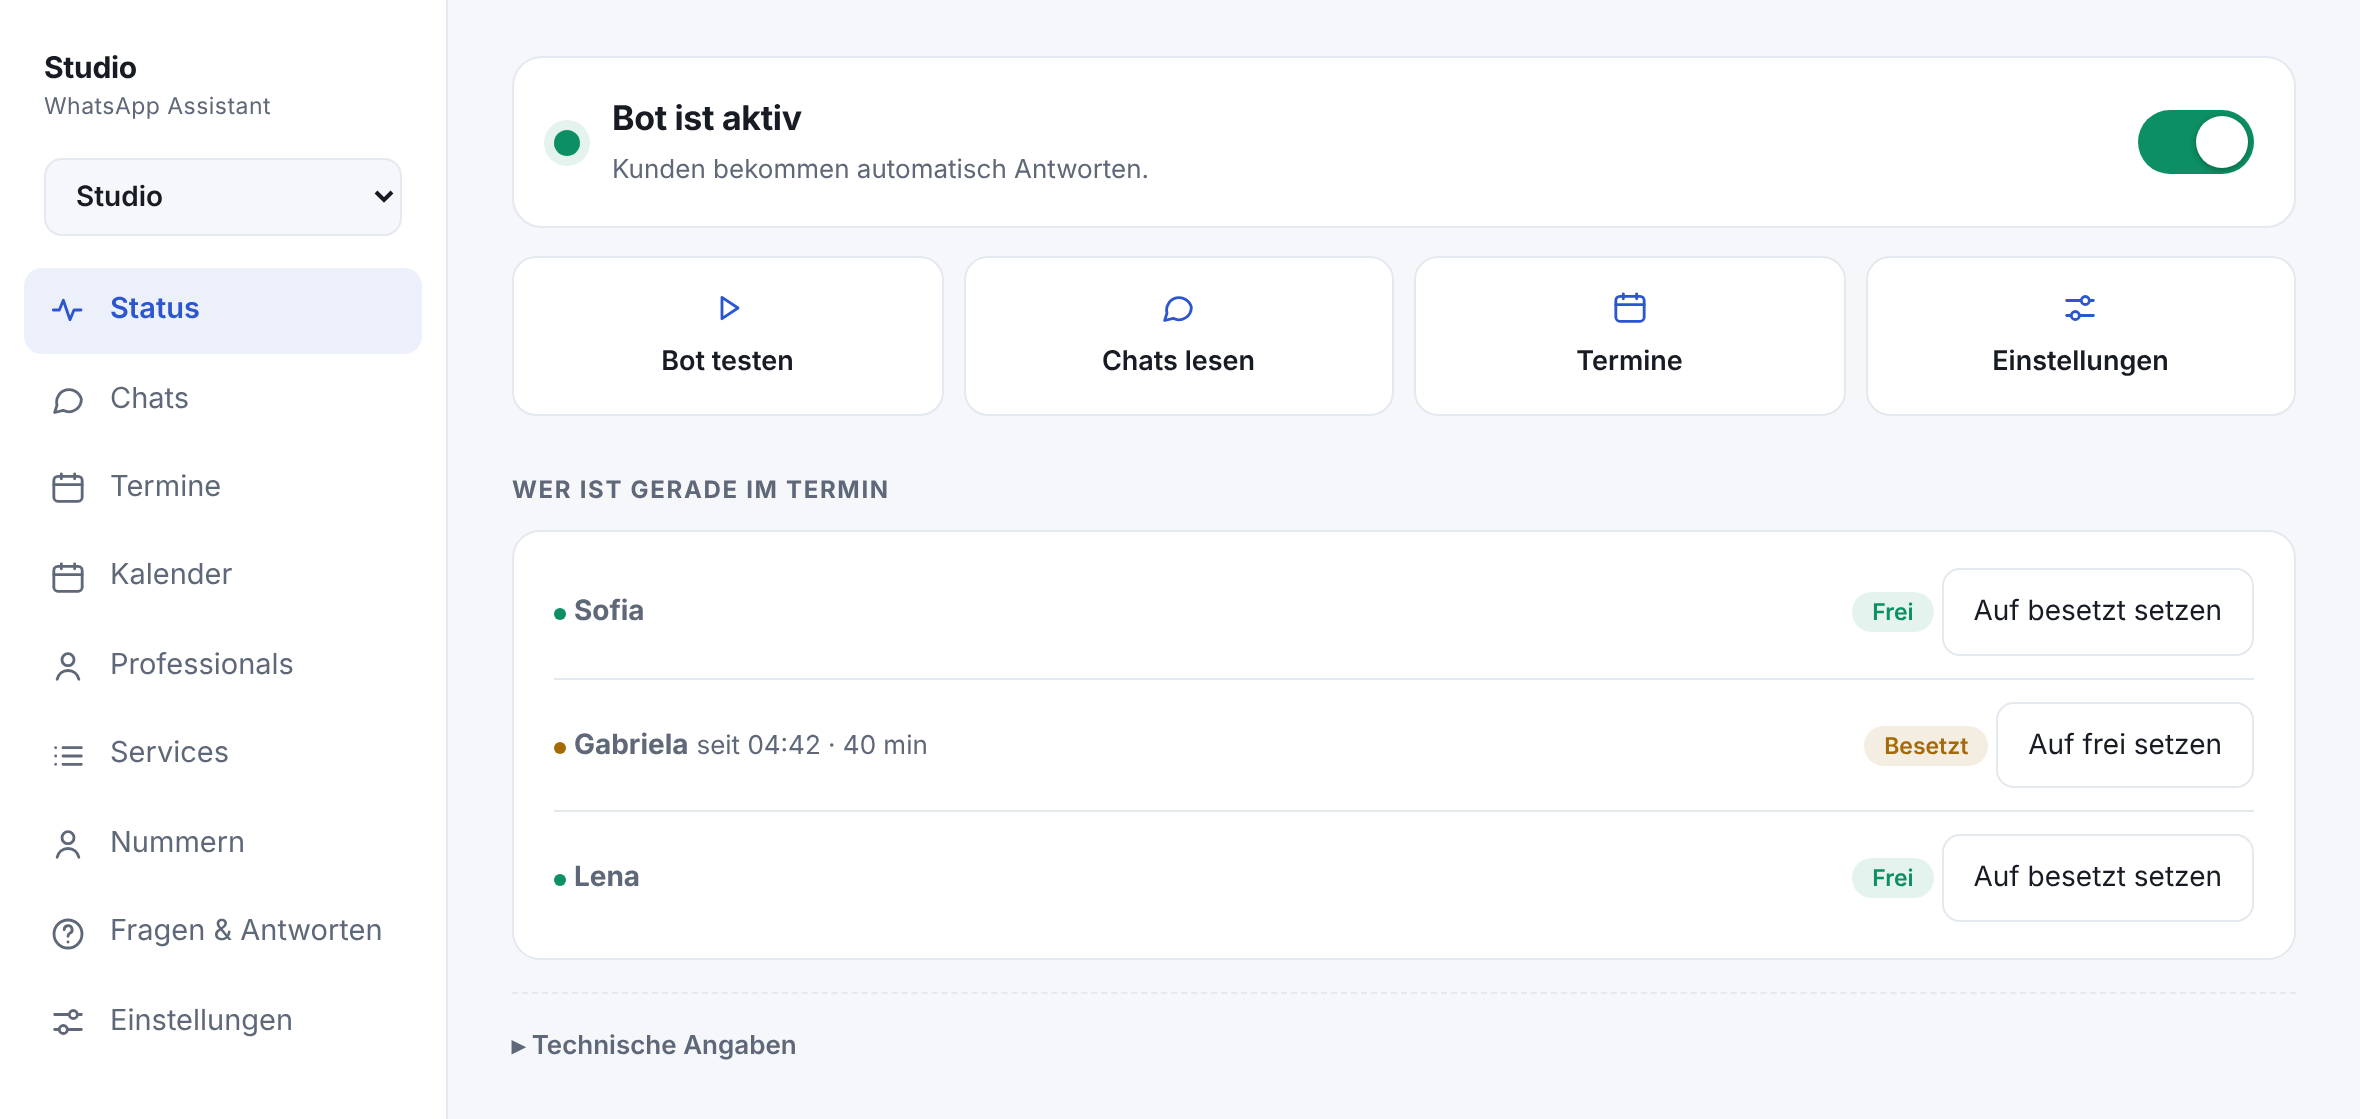 Studio
WhatsApp Assistant
Studio
Status
Chats
Termine
Kalender
Professionals
Services
Nummern
Fragen & Antworten
Einstellungen
Bot ist aktiv
Kunden bekommen automatisch Antworten.
Bot testen
Chats lesen
Termine
Einstellungen
WER IST GERADE IM TERMIN
Sofia Frei Auf besetzt setzen
Gabriela seit 04:42 · 40 min Besetzt Auf frei setzen
Lena Frei Auf besetzt setzen
Technische Angaben